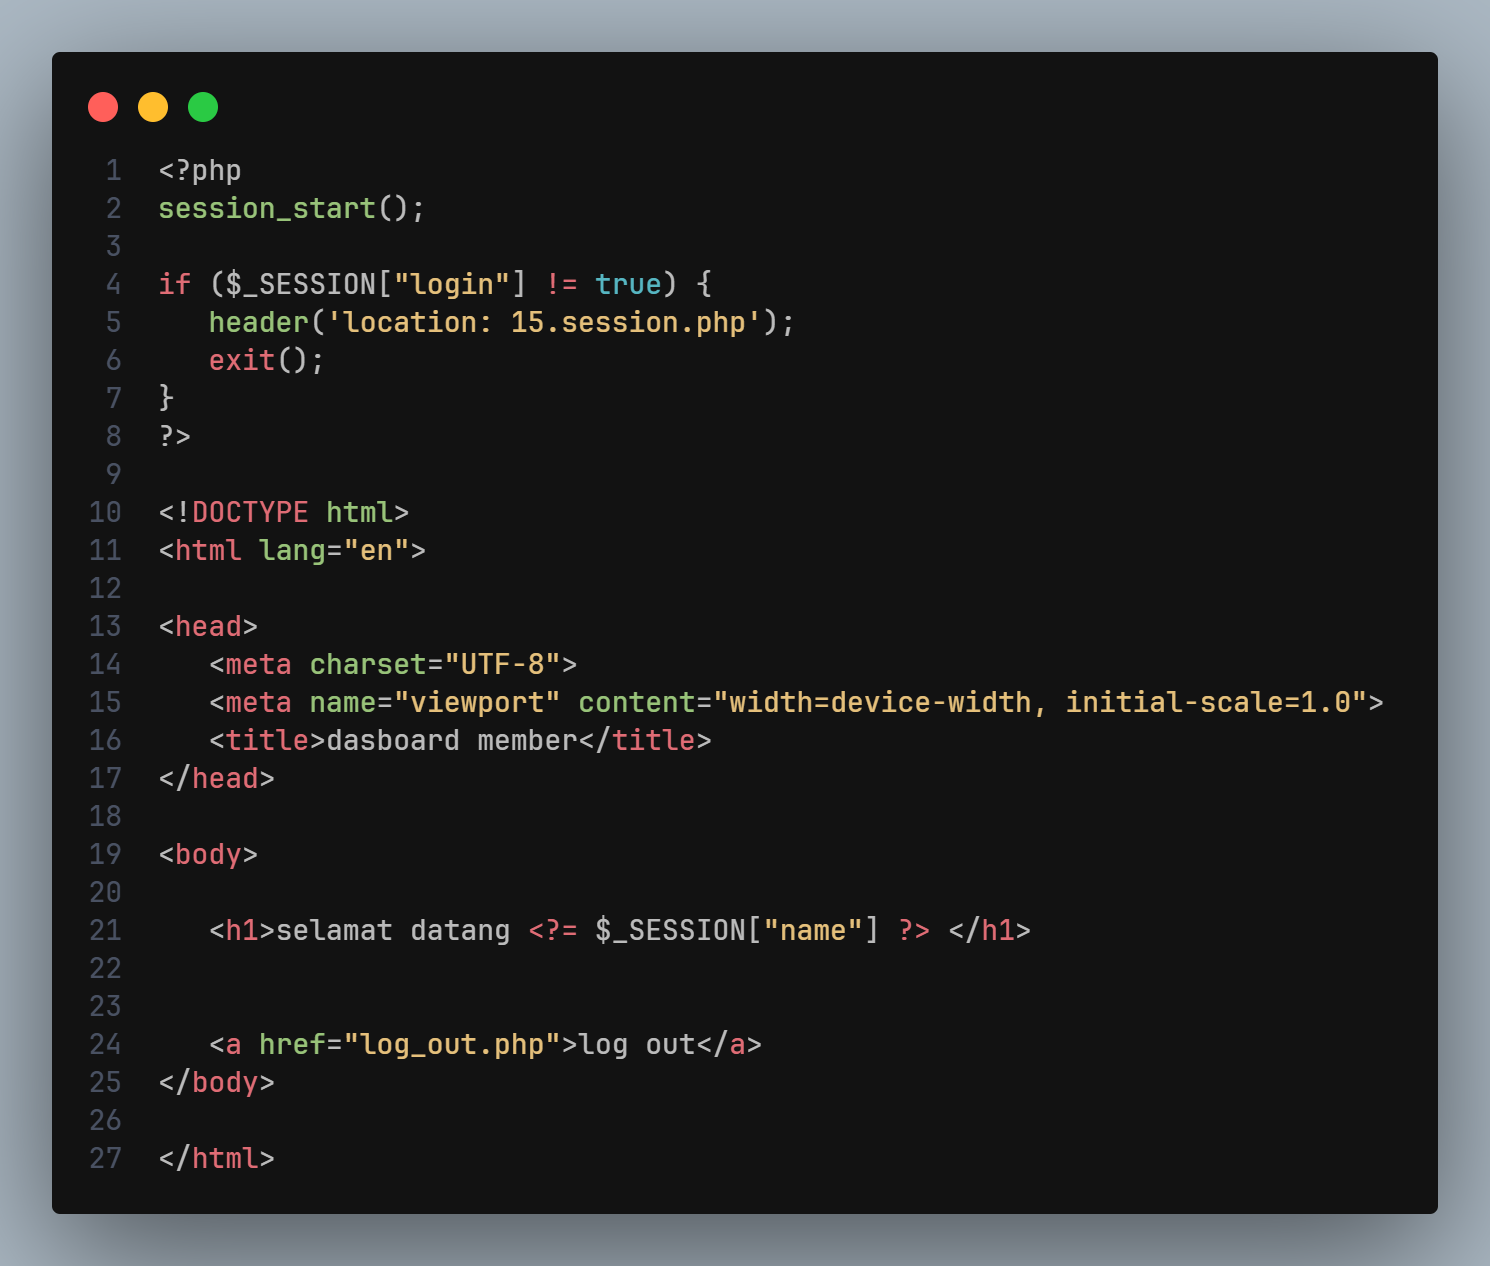 1 <?php
2 session_start();
3
4 if ($_SESSION["login"] != true) {
5    header('location: 15.session.php');
6    exit();
7 }
8 ?>
9
10 <!DOCTYPE html>
11 <html lang="en">
12
13 <head>
14    <meta charset="UTF-8">
15    <meta name="viewport" content="width=device-width, initial-scale=1.0">
16    <title>dasboard member</title>
17 </head>
18
19 <body>
20
21    <h1>selamat datang <?= $_SESSION["name"] ?> </h1>
22
23
24    <a href="log_out.php">log out</a>
25 </body>
26
27 </html>